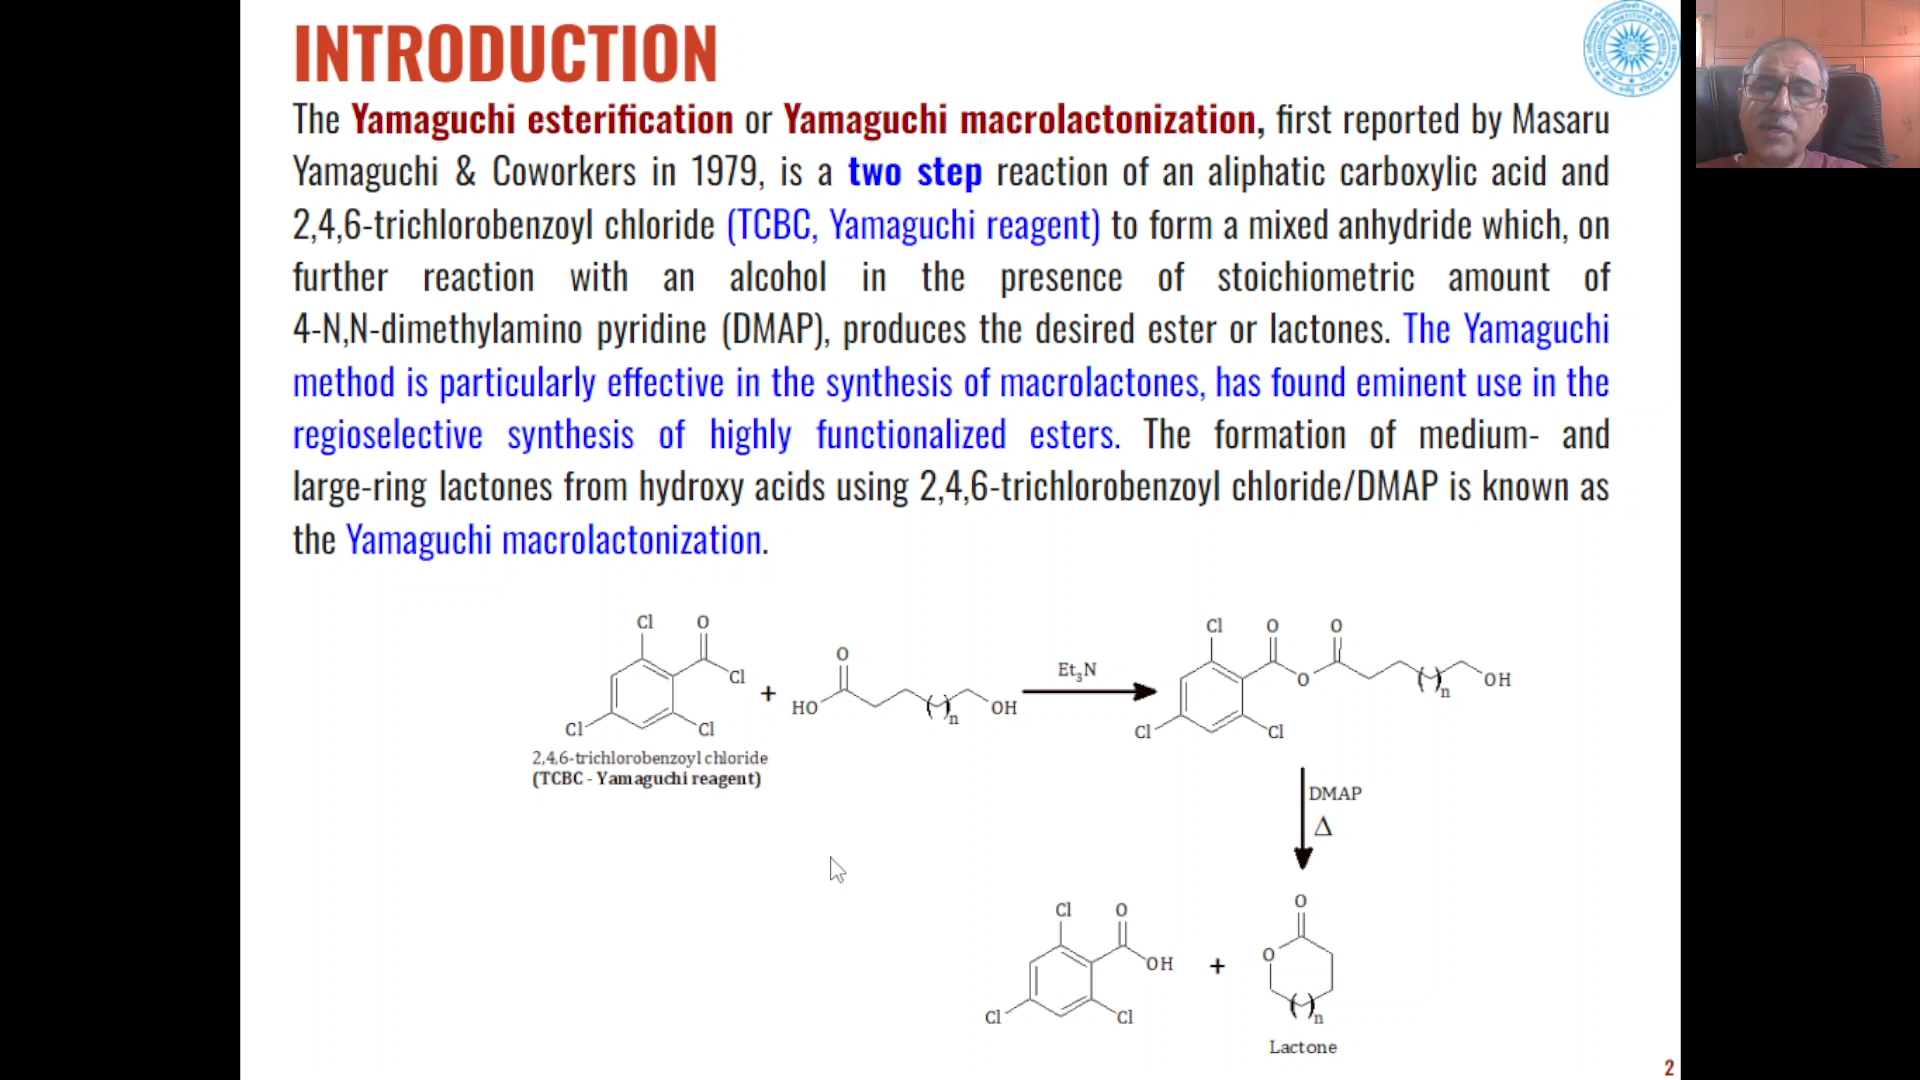 INTRODUCTION
The Yamaguchi esterification or Yamaguchi macrolactonization, first reported by Masaru
Yamaguchi & Coworkers in 1979, is a two step reaction of an aliphatic carboxylic acid and
2,4,6-trichlorobenzoyl chloride (TCBC, Yamaguchi reagent) to form a mixed anhydride which, on
further reaction with an alcohol in the presence of stoichiometric amount of
4-N,N-dimethylamino pyridine (DMAP), produces the desired ester or lactones. The Yamaguchi
method is particularly effective in the synthesis of macrolactones, has found eminent use in the
regioselective synthesis of highly functionalized esters. The formation of medium- and
large-ring lactones from hydroxy acids using 2,4,6-trichlorobenzoyl chloride/DMAP is known as
the Yamaguchi macrolactonization.
Cl O
Cl
Cl Cl
+
O
HO ( )n OH
Et₃N
Cl O O
O ( )n OH
Cl Cl
2,4,6-trichlorobenzoyl chloride
(TCBC - Yamaguchi reagent)
DMAP
Δ
Cl O
OH
Cl Cl
+
O
O
( )n
Lactone
2